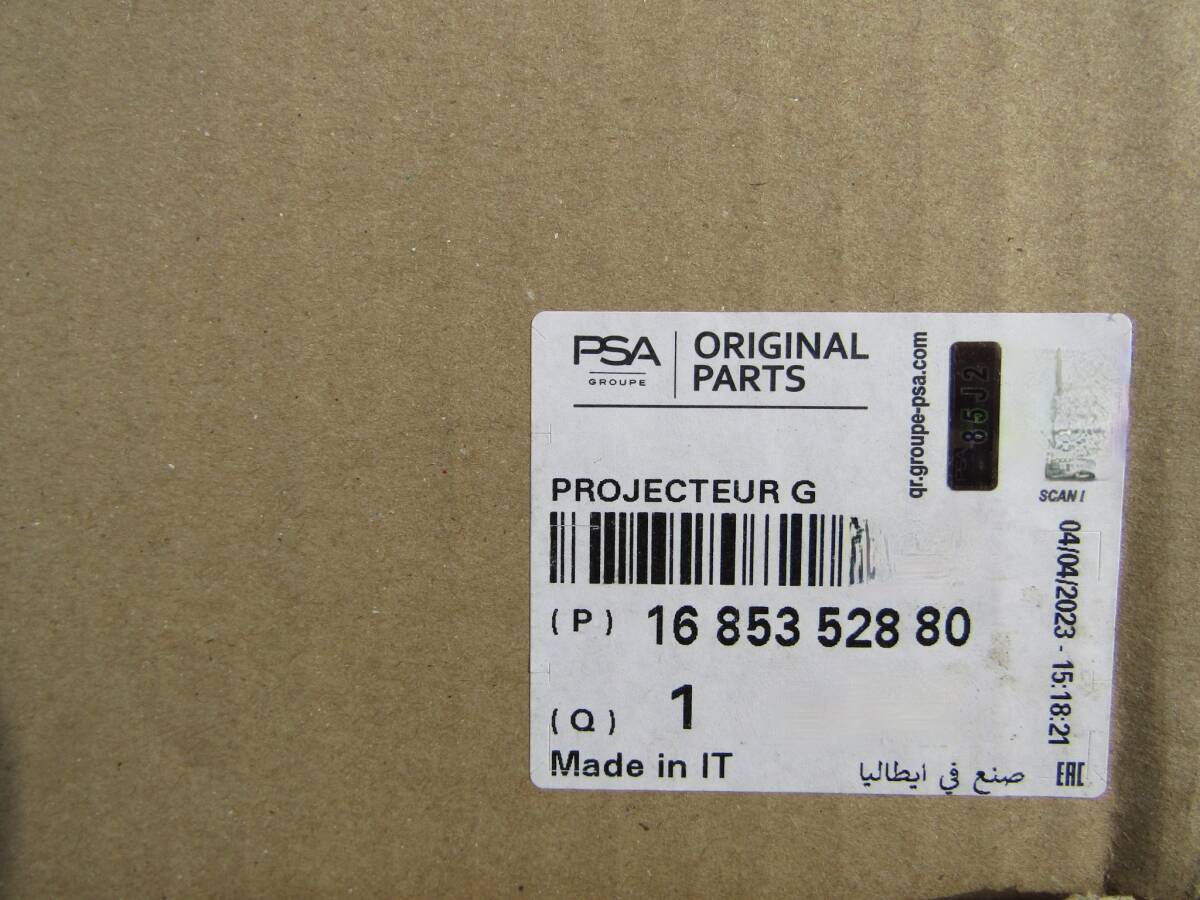 PSA
GROUPE
ORIGINAL
PARTS
qr.groupe-psa.com
85J2
SCAN !
PROJECTEUR G
(P) 16 853 528 80
04/04/2023 - 15:18:21
(Q) 1
Made in IT
صنع في ايطاليا
EAC